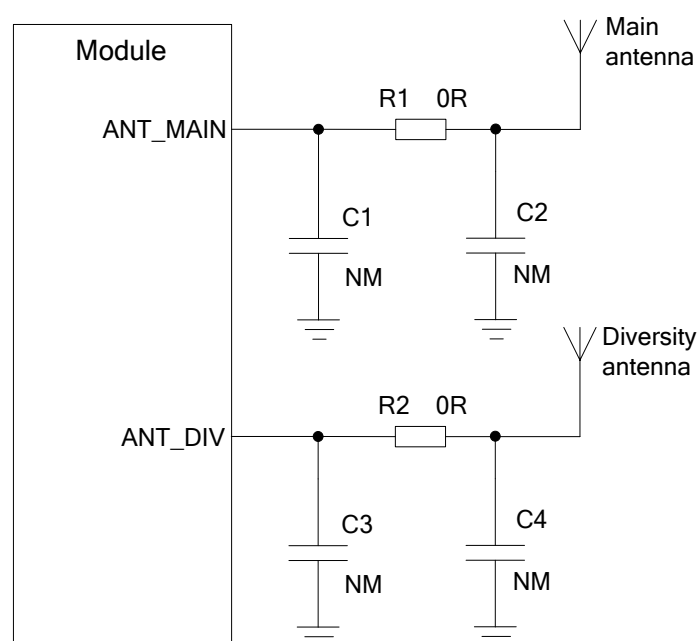 Module
Main
antenna
R1 0R
ANT_MAIN
C1
C2
NM
NM
Diversity
antenna
R2 0R
ANT_DIV
C3
C4
NM
NM